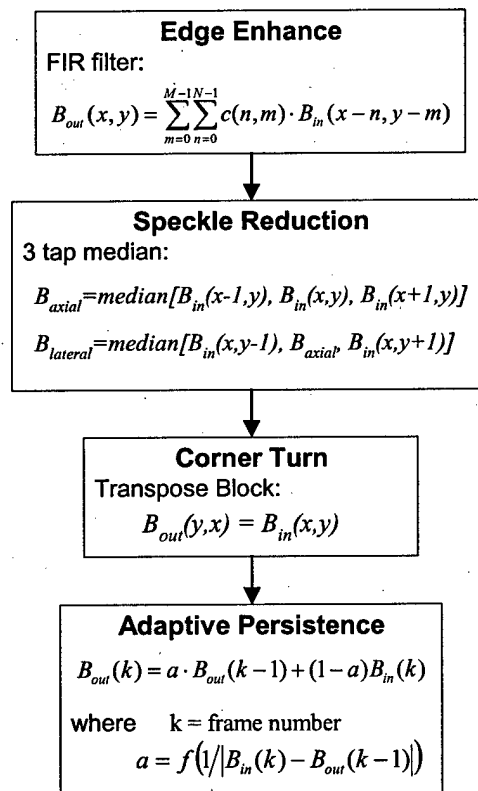 Edge Enhance
FIR filter:
B_out(x, y) = ∑_{m=0}^{M-1} ∑_{n=0}^{N-1} c(n,m) · B_in(x − n, y − m)
Speckle Reduction
3 tap median:
B_axial=median[B_in(x-1,y), B_in(x,y), B_in(x+1,y)]
B_lateral=median[B_in(x,y-1), B_axial, B_in(x,y+1)]
Corner Turn
Transpose Block:
B_out(y,x) = B_in(x,y)
Adaptive Persistence
B_out(k) = a · B_out(k −1) + (1− a)B_in(k)
where k = frame number
a = f(1/|B_in(k) − B_out(k −1)|)